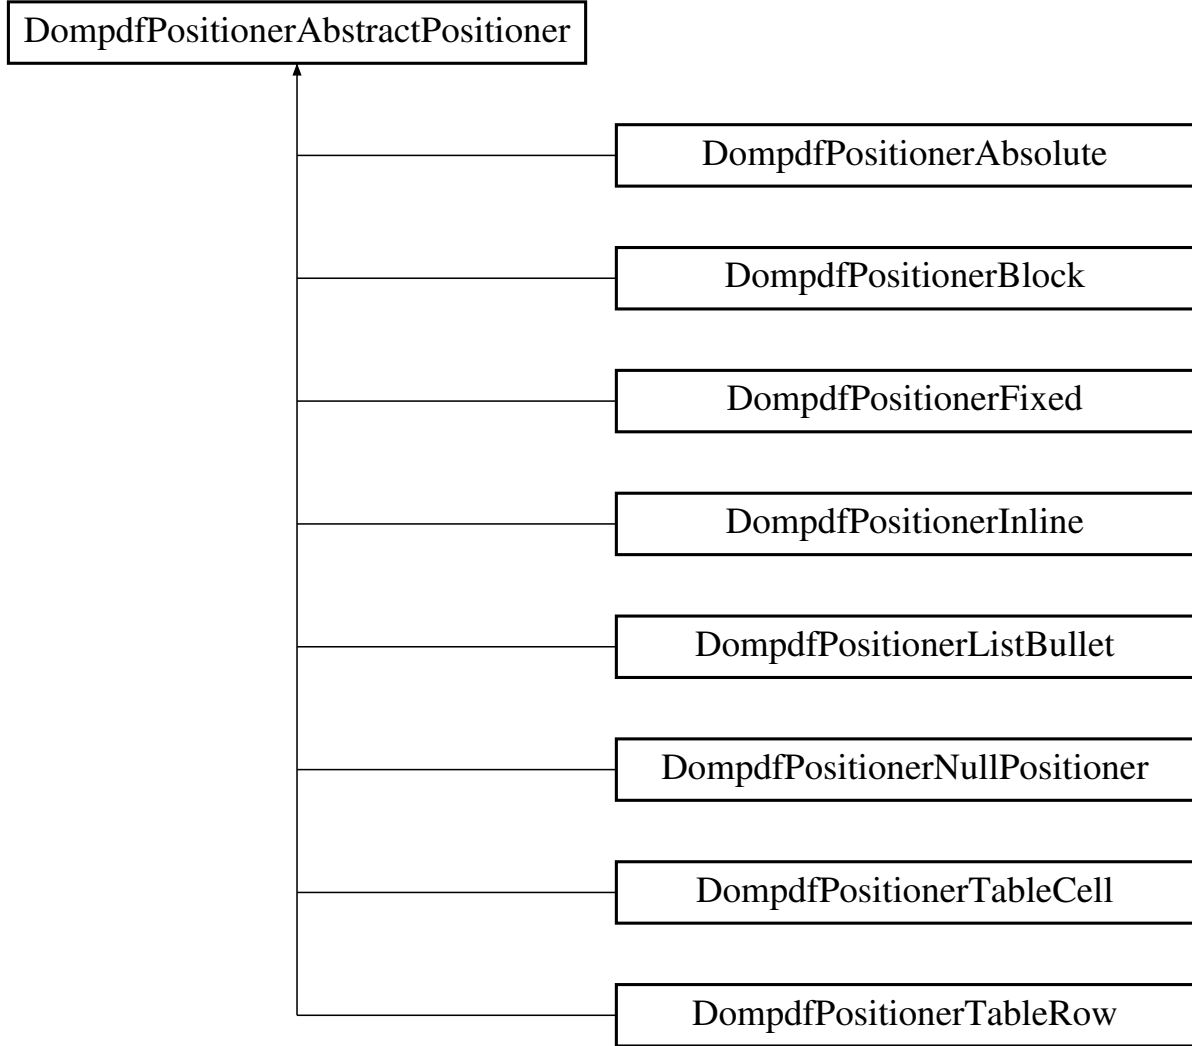 DompdfPositionerAbstractPositioner
DompdfPositionerAbsolute
DompdfPositionerBlock
DompdfPositionerFixed
DompdfPositionerInline
DompdfPositionerListBullet
DompdfPositionerNullPositioner
DompdfPositionerTableCell
DompdfPositionerTableRow